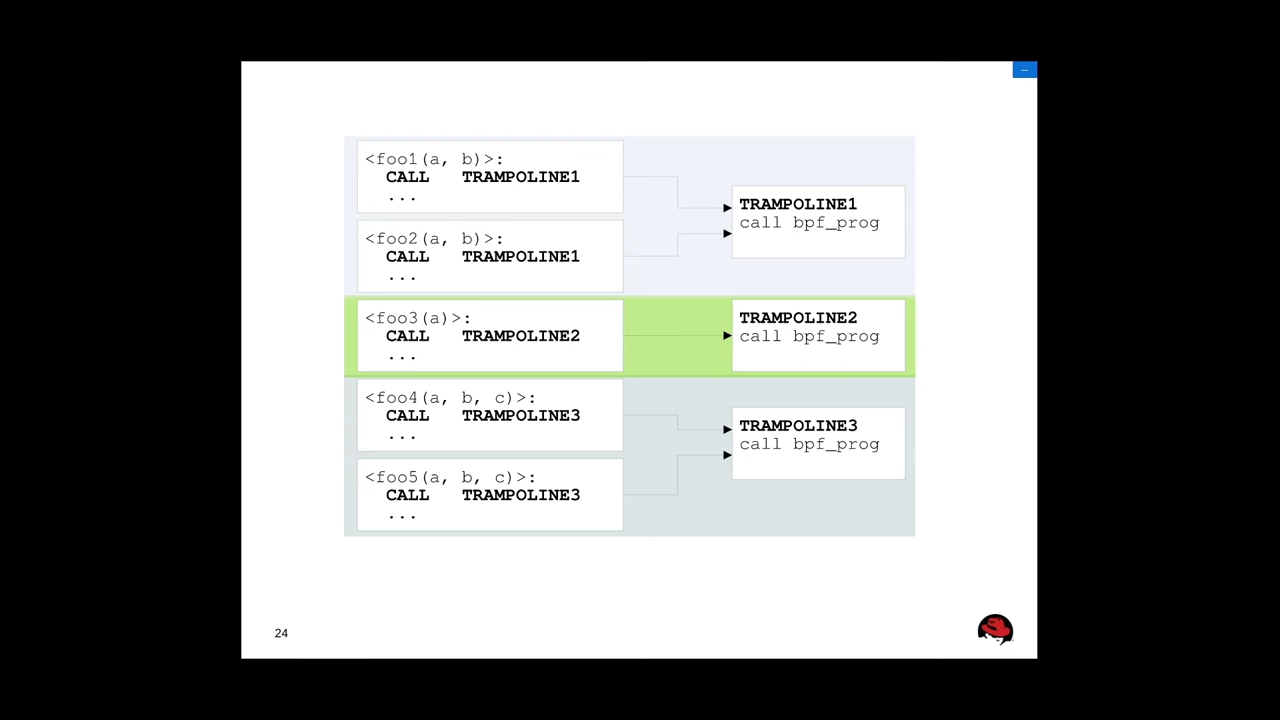 <foo1(a, b)>:
CALL TRAMPOLINE1
...
<foo2(a, b)>:
CALL TRAMPOLINE1
...
TRAMPOLINE1
call bpf_prog
<foo3(a)>:
CALL TRAMPOLINE2
...
TRAMPOLINE2
call bpf_prog
<foo4(a, b, c)>:
CALL TRAMPOLINE3
...
<foo5(a, b, c)>:
CALL TRAMPOLINE3
...
TRAMPOLINE3
call bpf_prog
24